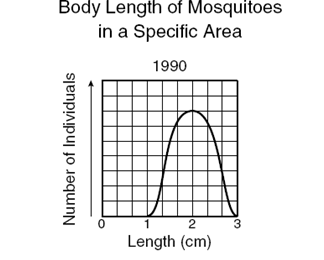 Body Length of Mosquitoes
in a Specific Area
1990
Number of Individuals
0 1 2 3
Length (cm)